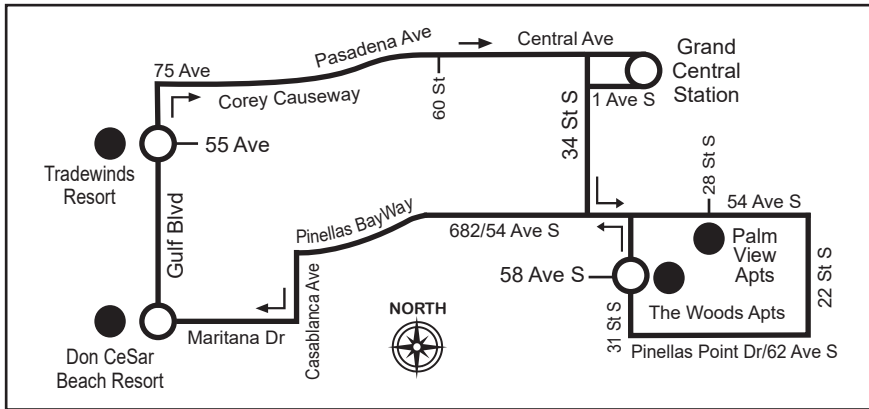 Pasadena Ave
Central Ave
Grand
Central
Station
75 Ave
Corey Causeway
60 St
1 Ave S
34 St S
55 Ave
Tradewinds
Resort
28 St S
54 Ave S
Gulf Blvd
Pinellas BayWay
682/54 Ave S
Palm
View
Apts
58 Ave S
22 St S
Casablanca Ave
NORTH
The Woods Apts
Maritana Dr
31 St S
Pinellas Point Dr/62 Ave S
Don CeSar
Beach Resort